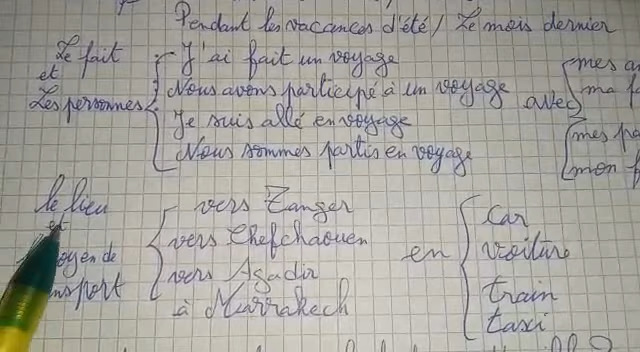 Pendant les vacances d'été / Le mois dernier
Le fait
et
Les personnes
J'ai fait un voyage
Nous avons participé à un voyage
Je suis allé en voyage
Nous sommes partis en voyage
avec
mes
ma
mes
mon
le lieu
et
de
vers Tanger
vers Chefchaouen
vers Agadir
à Marrakech
en
car
voiture
train
taxi